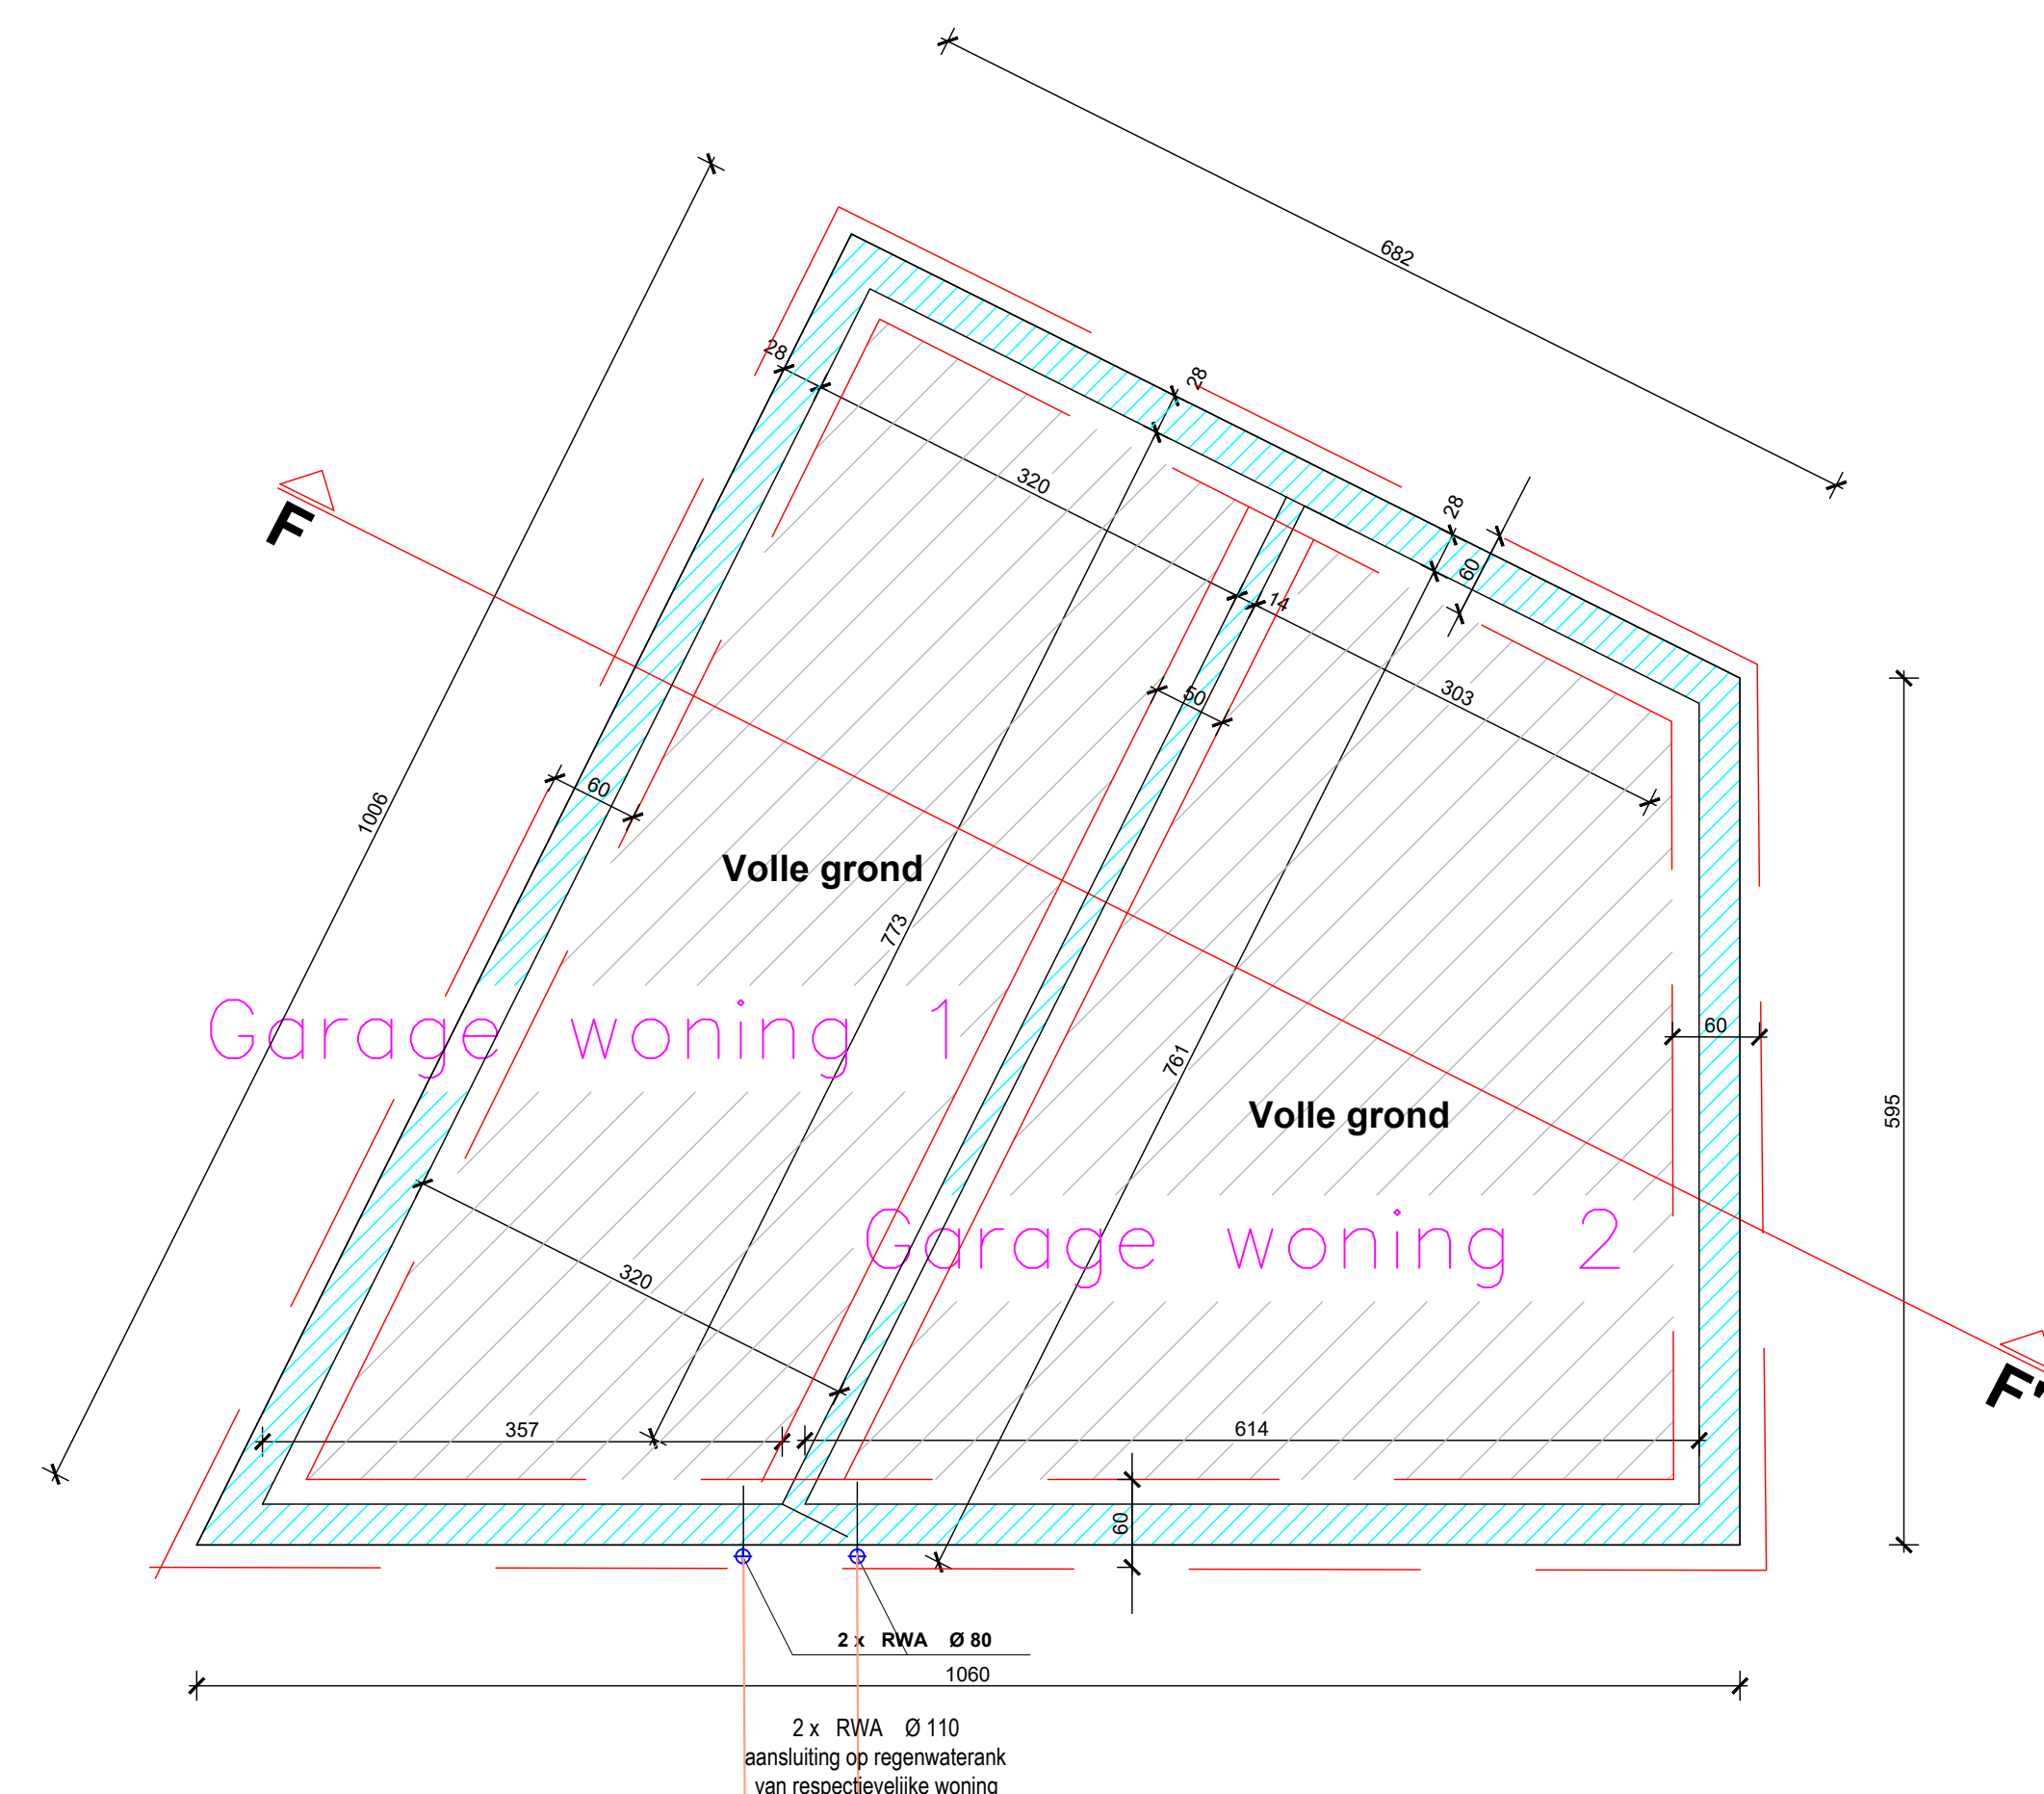 682
28
28
320
28
F
60
14
303
50
595
60
1006
Volle grond
773
Garage woning 1
60
761
Volle grond
Garage woning 2
320
F'
357
614
60
2 x RWA Ø 80
1060
2 x RWA Ø 110
aansluiting op regenwaterank
van respectievelijke woning